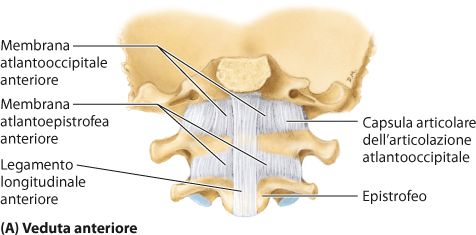 Membrana
atlantooccipitale
anteriore
Membrana
atlantoepistrofea
anteriore
Legamento
longitudinale
anteriore
Capsula articolare
dell'articolazione
atlantooccipitale
Epistrofeo
(A) Veduta anteriore